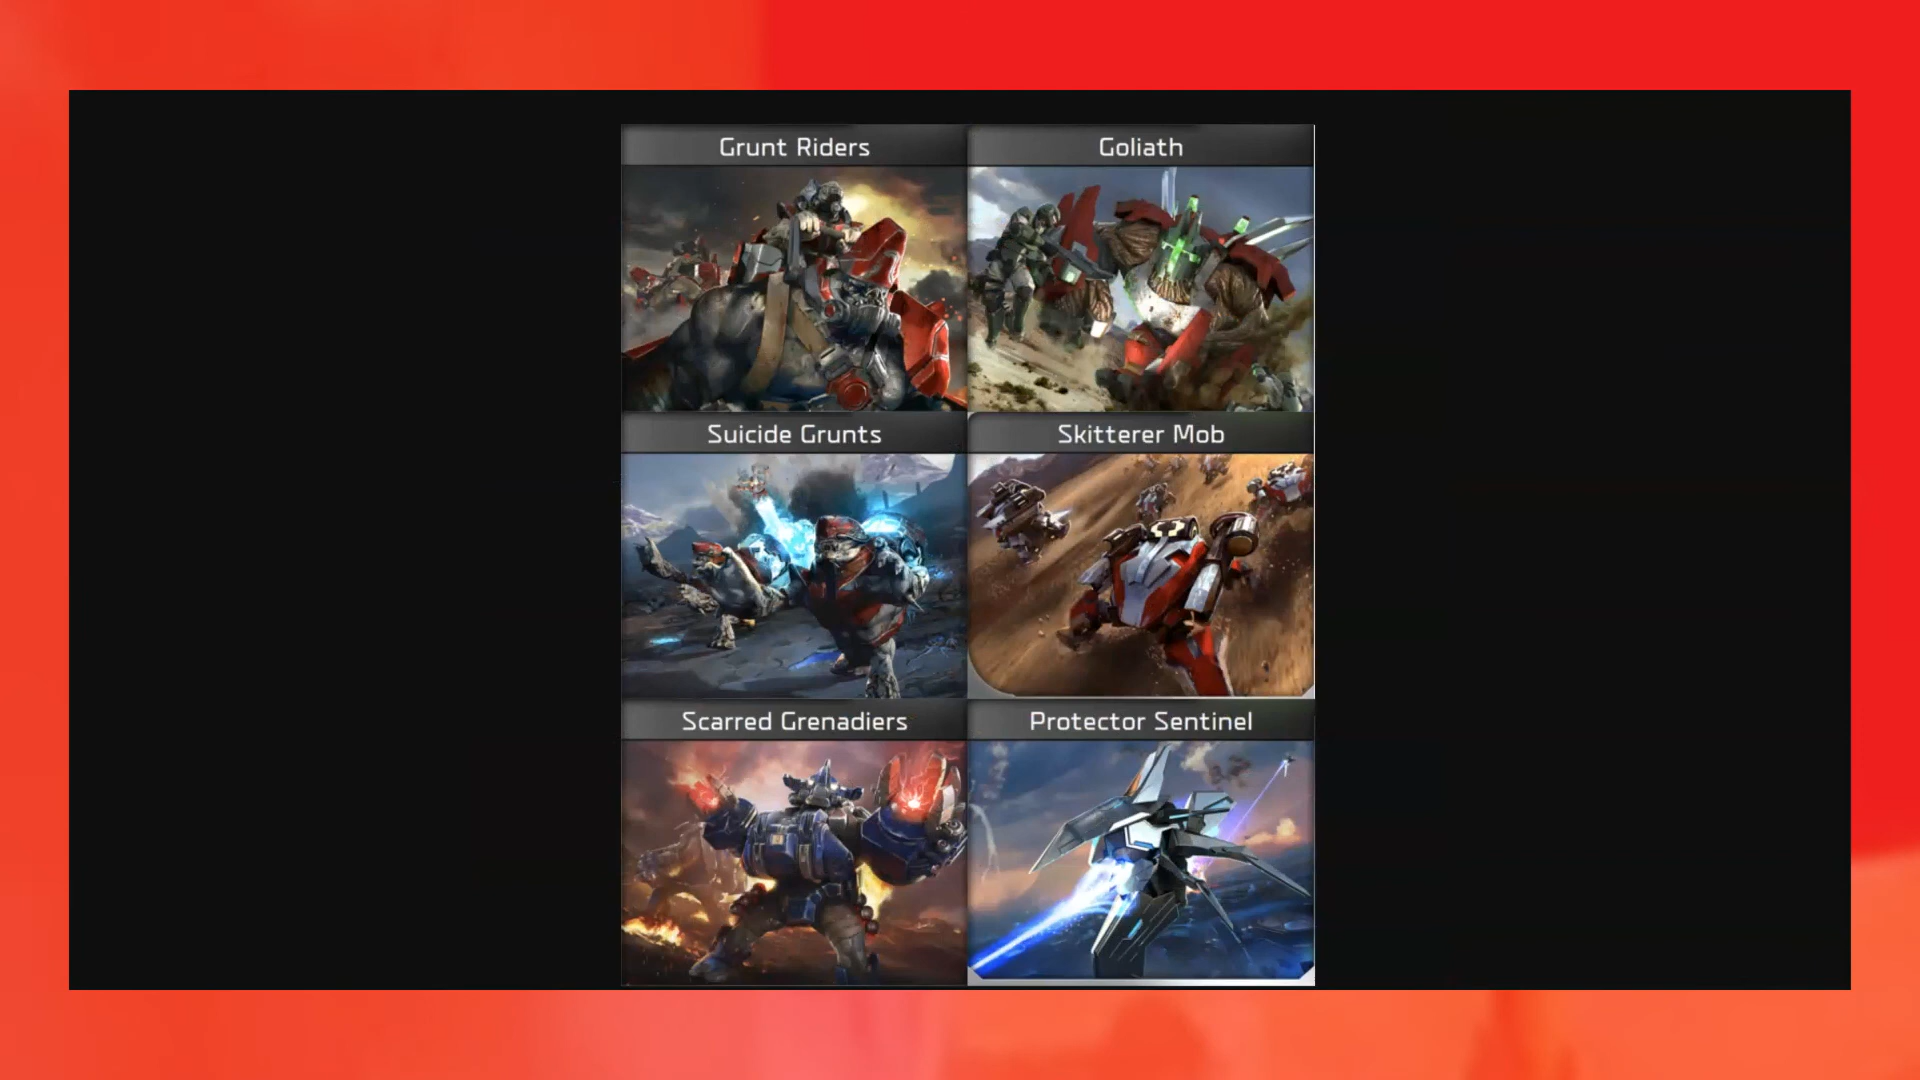 Grunt Riders
Goliath
Suicide Grunts
Skitterer Mob
Scarred Grenadiers
Protector Sentinel